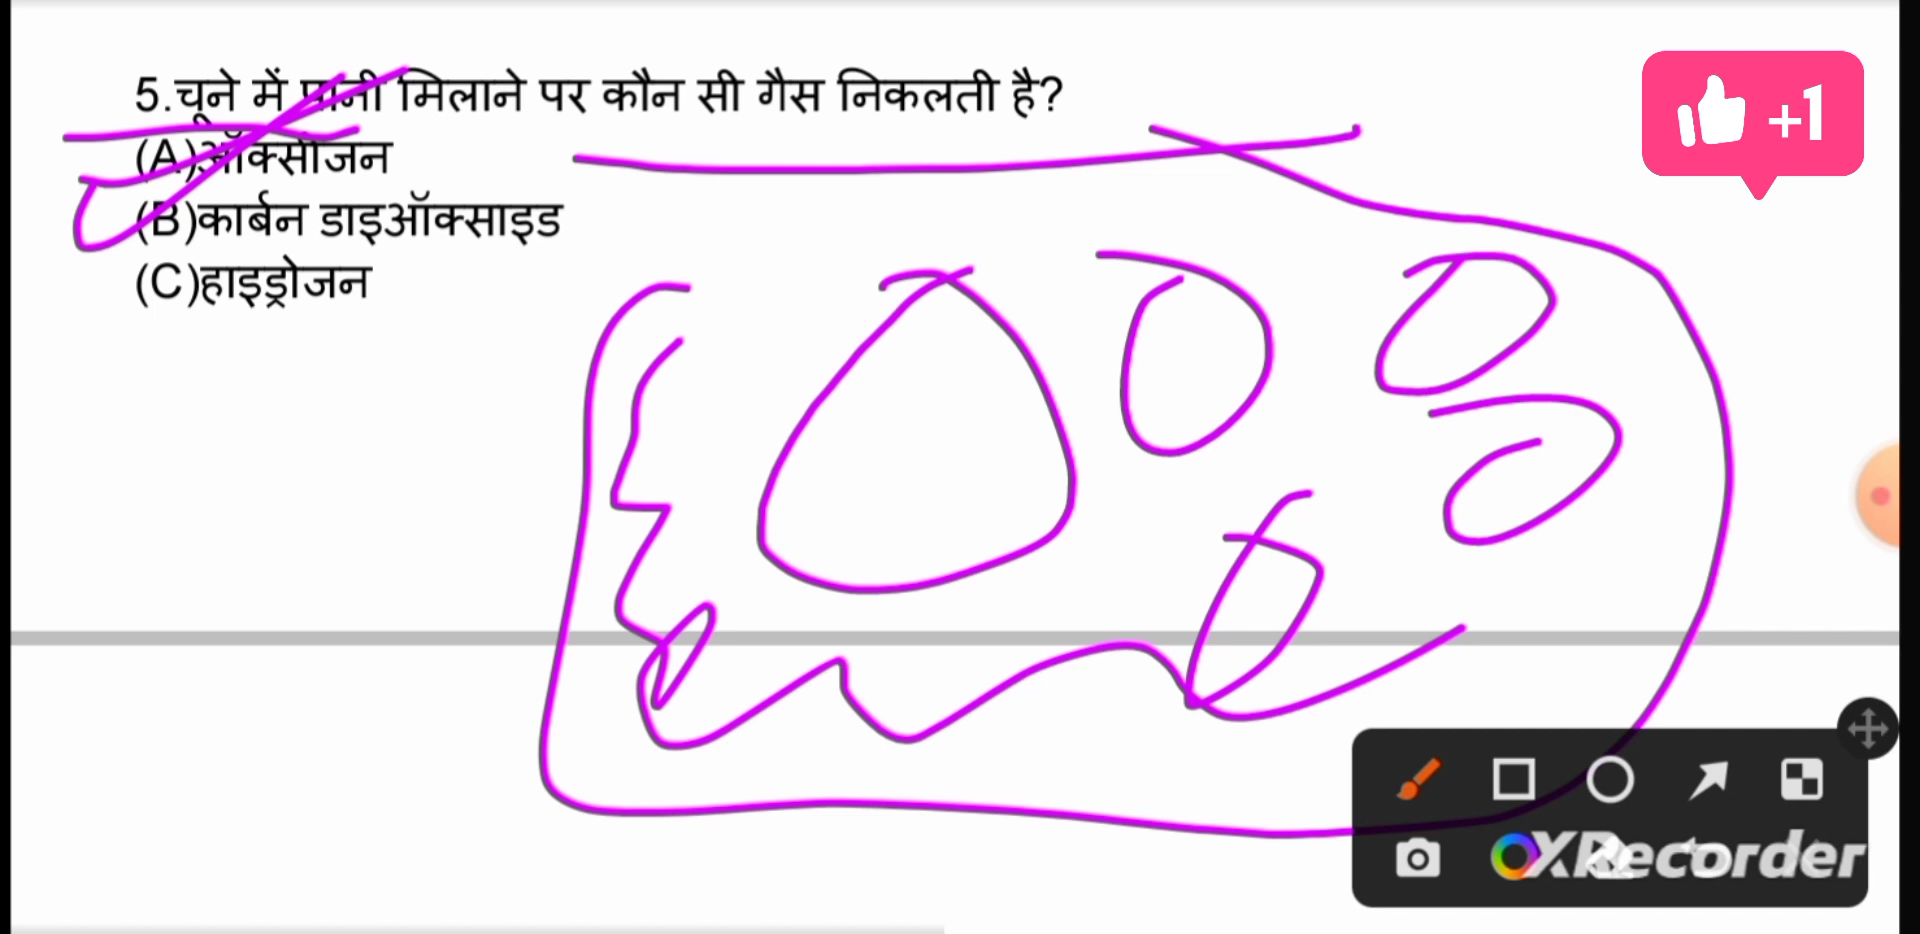 5.चूने में पानी मिलाने पर कौन सी गैस निकलती है?
(A)ऑक्सीजन
(B)कार्बन डाइऑक्साइड
(C)हाइड्रोजन
+1
XRecorder